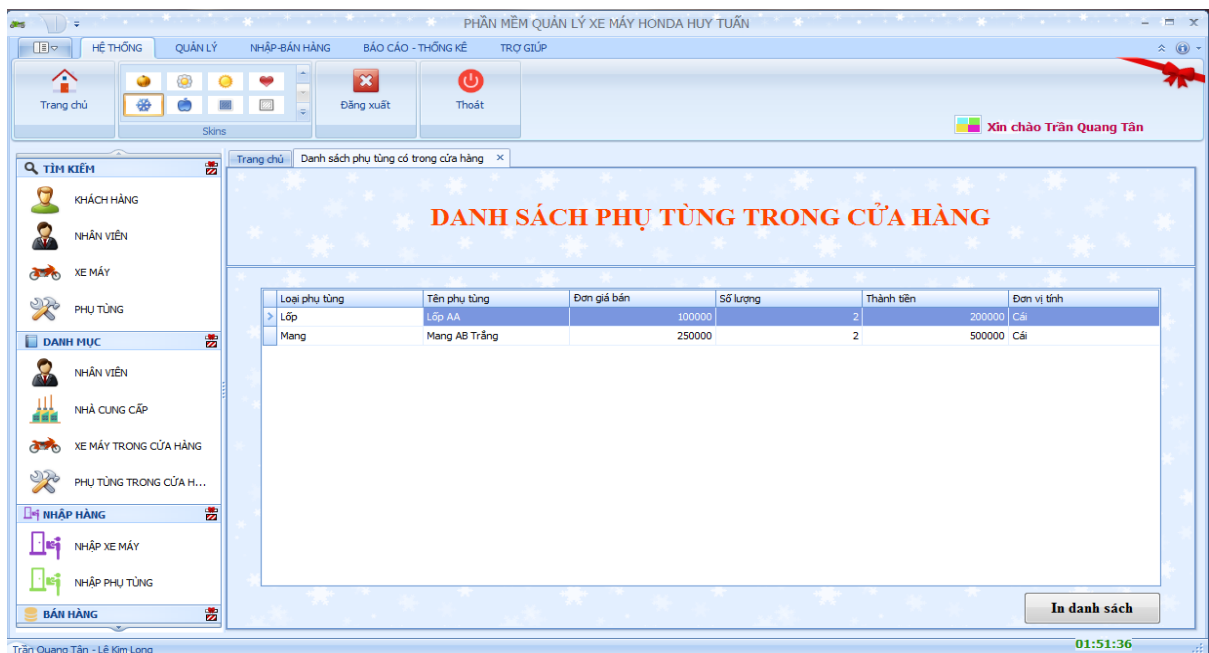 PHẦN MỀM QUẢN LÝ XE MÁY HONDA HUY TUẤN
HỆ THỐNG QUẢN LÝ NHẬP-BÁN HÀNG BÁO CÁO - THỐNG KÊ TRỢ GIÚP
Trang chủ Đăng xuất Thoát
Skins
Xin chào Trần Quang Tân
TÌM KIẾM
KHÁCH HÀNG
NHÂN VIÊN
XE MÁY
PHỤ TÙNG
DANH MỤC
NHÂN VIÊN
NHÀ CUNG CẤP
XE MÁY TRONG CỬA HÀNG
PHỤ TÙNG TRONG CỬA H...
NHẬP HÀNG
NHẬP XE MÁY
NHẬP PHỤ TÙNG
BÁN HÀNG
Trang chủ Danh sách phụ tùng có trong cửa hàng
DANH SÁCH PHỤ TÙNG TRONG CỬA HÀNG
Loại phụ tùng Tên phụ tùng Đơn giá bán Số lượng Thành tiền Đơn vị tính
Lốp Lốp AA 100000 2 200000 Cái
Mang Mang AB Trắng 250000 2 500000 Cái
In danh sách
Trần Quang Tân - Lê Kim Long
01:51:36